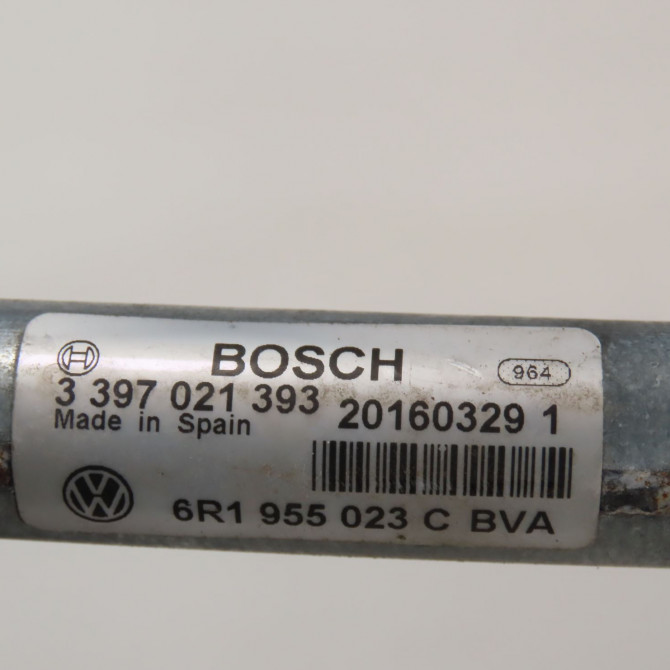 BOSCH 964
3 397 021 393 20160329 1
Made in Spain
6R1 955 023 C BVA